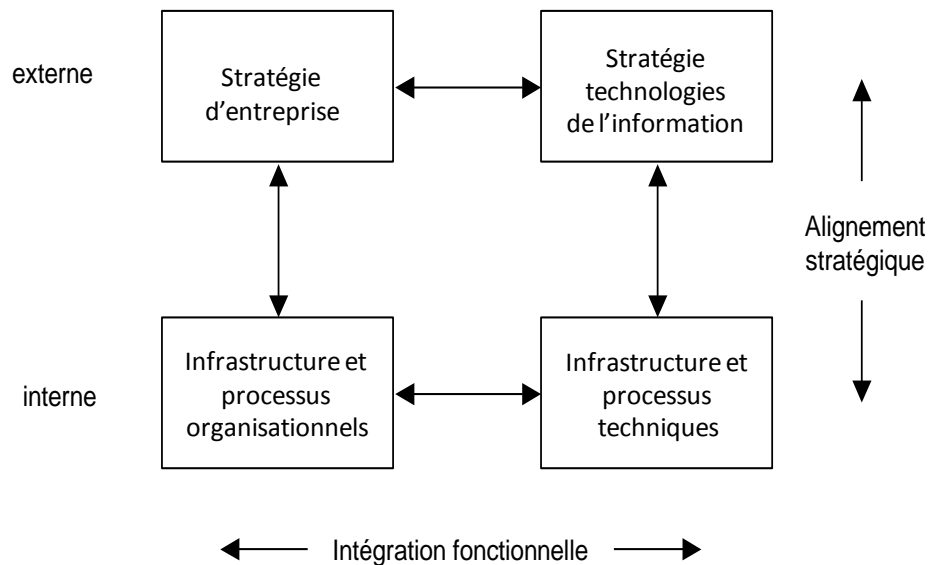 externe
Stratégie
d'entreprise
Stratégie
technologies
de l’information
Alignement
stratégique
interne
Infrastructure et
processus
organisationnels
Infrastructure et
processus
techniques
Intégration fonctionnelle